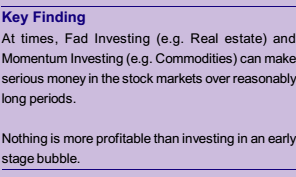 Key Finding
At times, Fad Investing (e.g. Real estate) and
Momentum Investing (e.g. Commodities) can make
serious money in the stock markets over reasonably
long periods.
Nothing is more profitable than investing in an early
stage bubble.